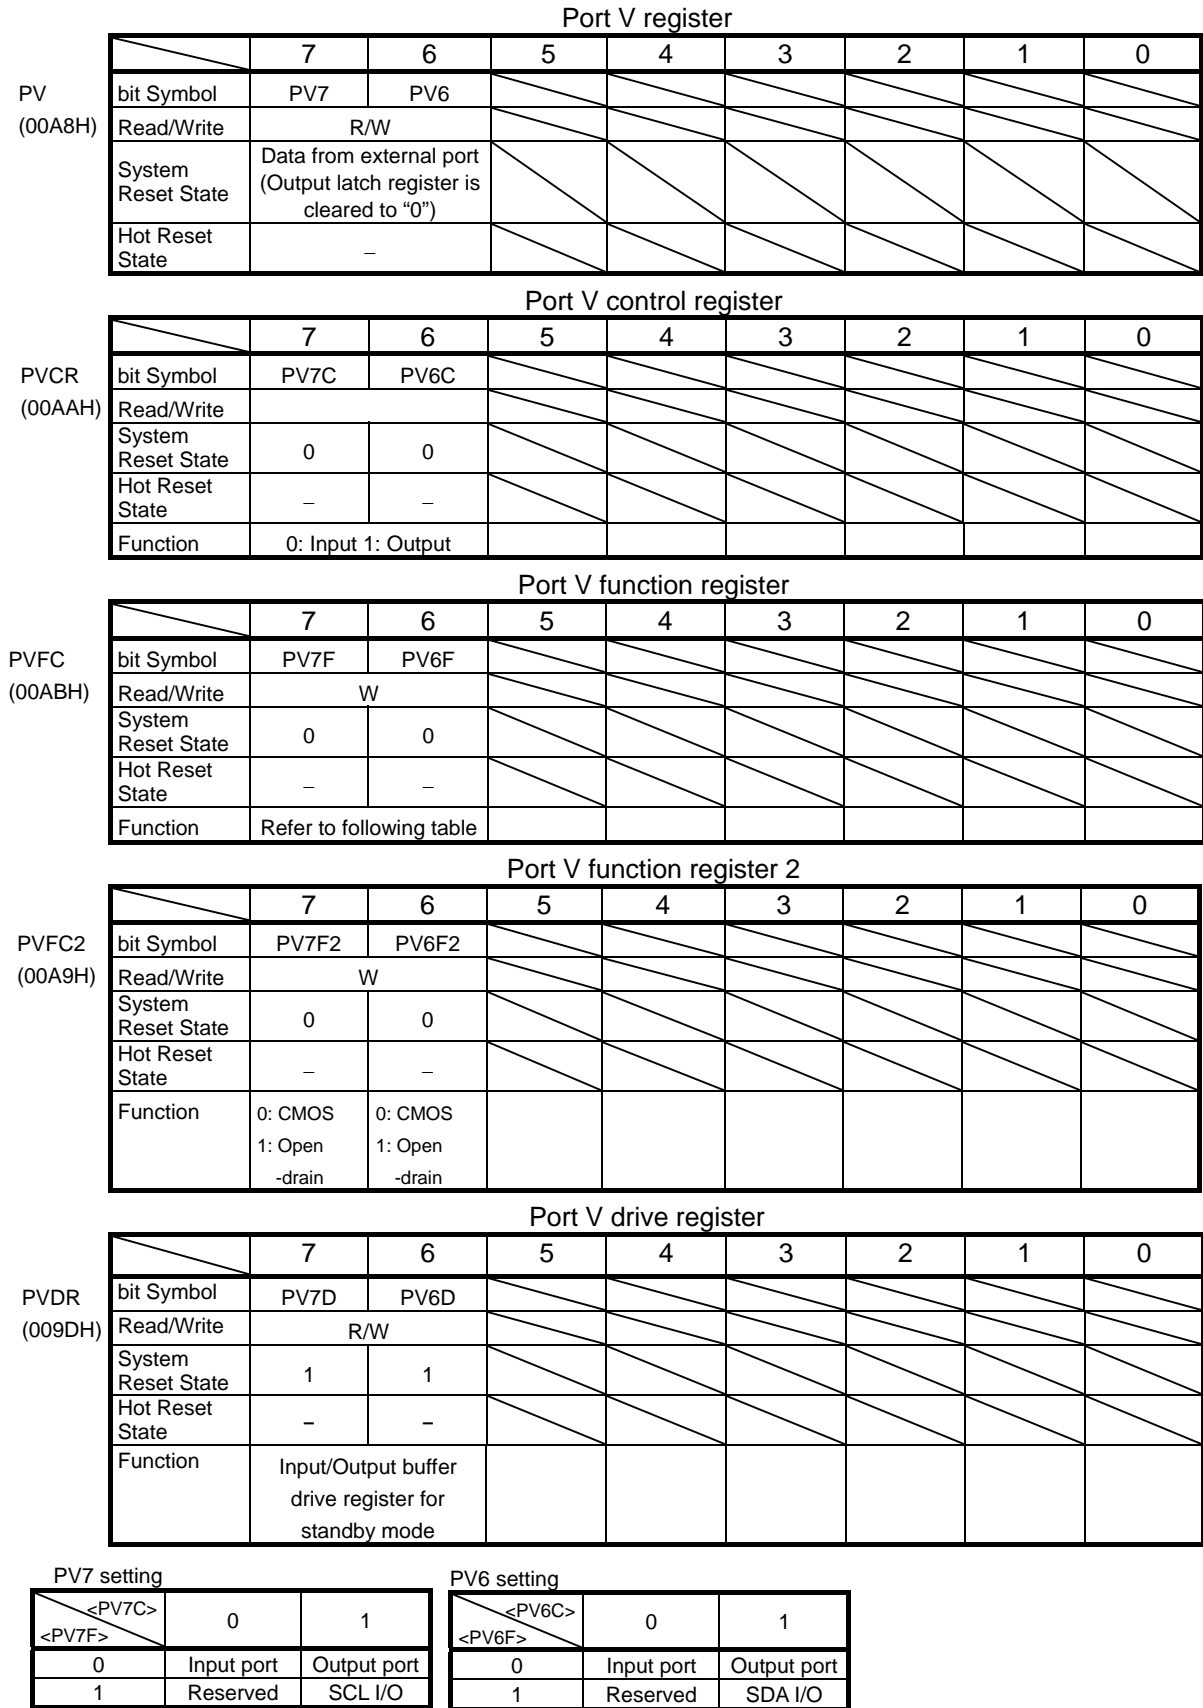 Port V register
7 6 5 4 3 2 1 0
PV
(00A8H)
bit Symbol PV7 PV6
Read/Write R/W
System
Reset State
Data from external port
(Output latch register is
cleared to “0”)
Hot Reset
State
–
Port V control register
7 6 5 4 3 2 1 0
PVCR
(00AAH)
bit Symbol PV7C PV6C
Read/Write
System
Reset State
0 0
Hot Reset
State
– –
Function 0: Input 1: Output
Port V function register
7 6 5 4 3 2 1 0
PVFC
(00ABH)
bit Symbol PV7F PV6F
Read/Write W
System
Reset State
0 0
Hot Reset
State
– –
Function Refer to following table
Port V function register 2
7 6 5 4 3 2 1 0
PVFC2
(00A9H)
bit Symbol PV7F2 PV6F2
Read/Write W
System
Reset State
0 0
Hot Reset
State
– –
Function 0: CMOS 0: CMOS
1: Open 1: Open
-drain -drain
Port V drive register
7 6 5 4 3 2 1 0
PVDR
(009DH)
bit Symbol PV7D PV6D
Read/Write R/W
System
Reset State
1 1
Hot Reset
State
– –
Function Input/Output buffer
drive register for
standby mode
PV7 setting
<PV7C>
<PV7F>
0 1
0 Input port Output port
1 Reserved SCL I/O
PV6 setting
<PV6C>
<PV6F>
0 1
0 Input port Output port
1 Reserved SDA I/O